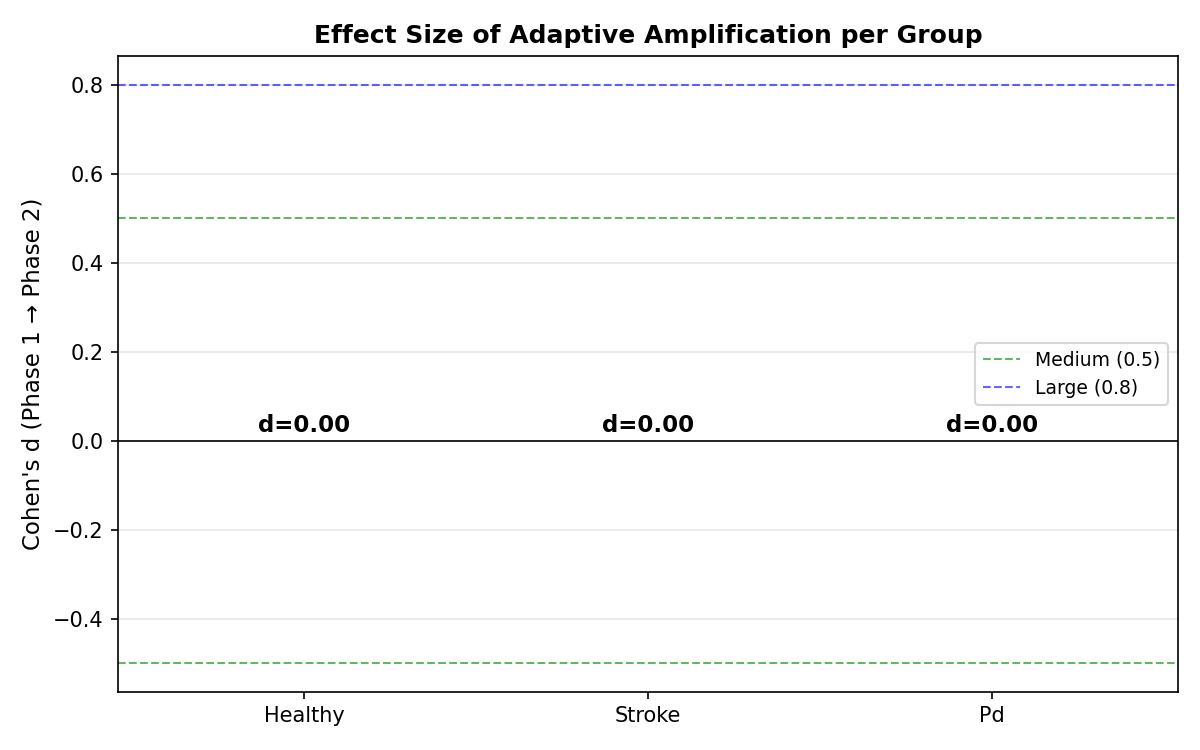 Effect Size of Adaptive Amplification per Group
Cohen's d (Phase 1 → Phase 2)
0.8
0.6
0.4
0.2
0.0
−0.2
−0.4
Medium (0.5)
Large (0.8)
d=0.00 d=0.00 d=0.00
Healthy Stroke Pd